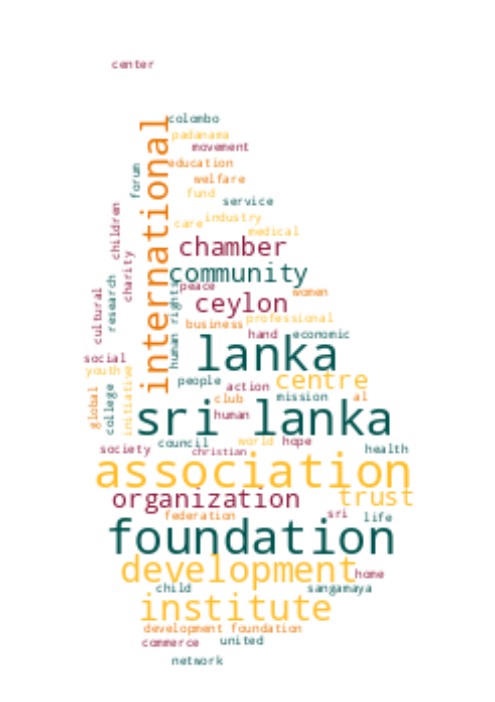 center
colombo
padanama
movement
international
education
forum
welfare
fund
service
children
industry
care
medical
chamber
charity
community
research
peace
women
cultural
ceylon
human rights
professional
business
hand
economic
lanka
social
youth
people
centre
action
initiative
college
global
club
mission
al
sri lanka
human
council
world
hope
society
christian
health
association
organization
trust
federation
sri
life
foundation
development
home
child
sangamaya
institute
development foundation
commerce
united
network